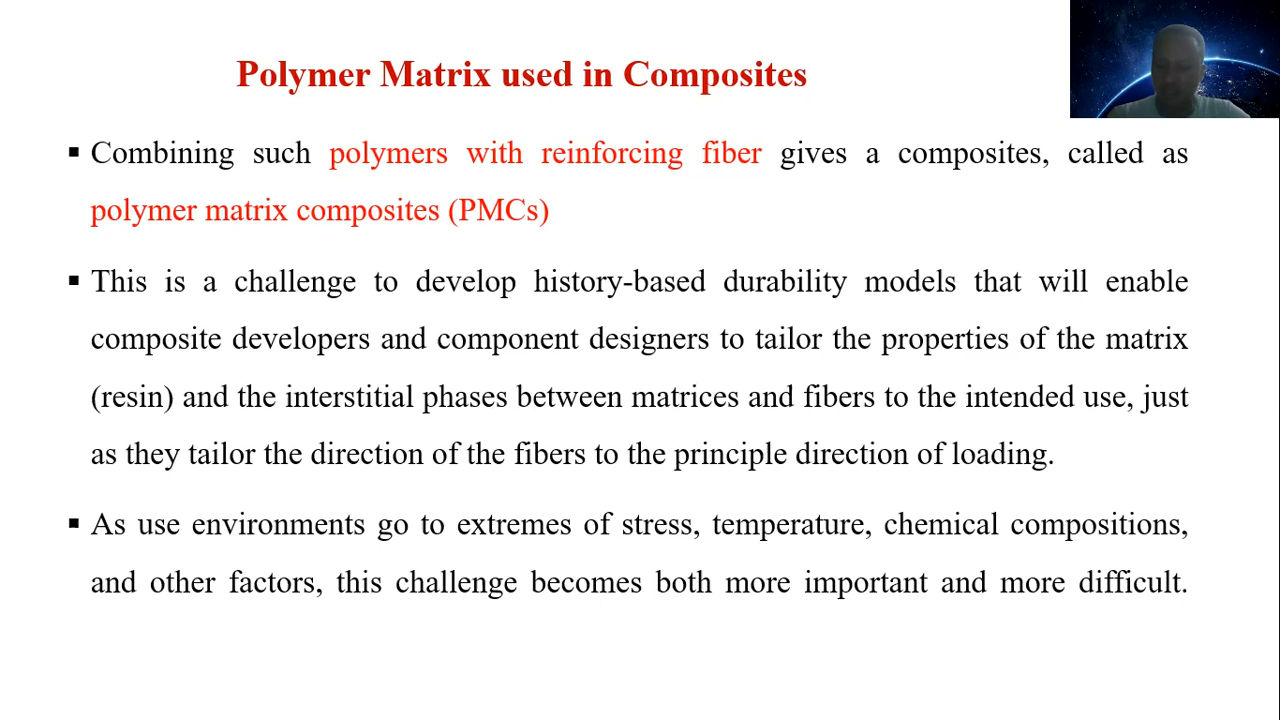 Polymer Matrix used in Composites
▪ Combining such polymers with reinforcing fiber gives a composites, called as
polymer matrix composites (PMCs)
▪ This is a challenge to develop history-based durability models that will enable
composite developers and component designers to tailor the properties of the matrix
(resin) and the interstitial phases between matrices and fibers to the intended use, just
as they tailor the direction of the fibers to the principle direction of loading.
▪ As use environments go to extremes of stress, temperature, chemical compositions,
and other factors, this challenge becomes both more important and more difficult.